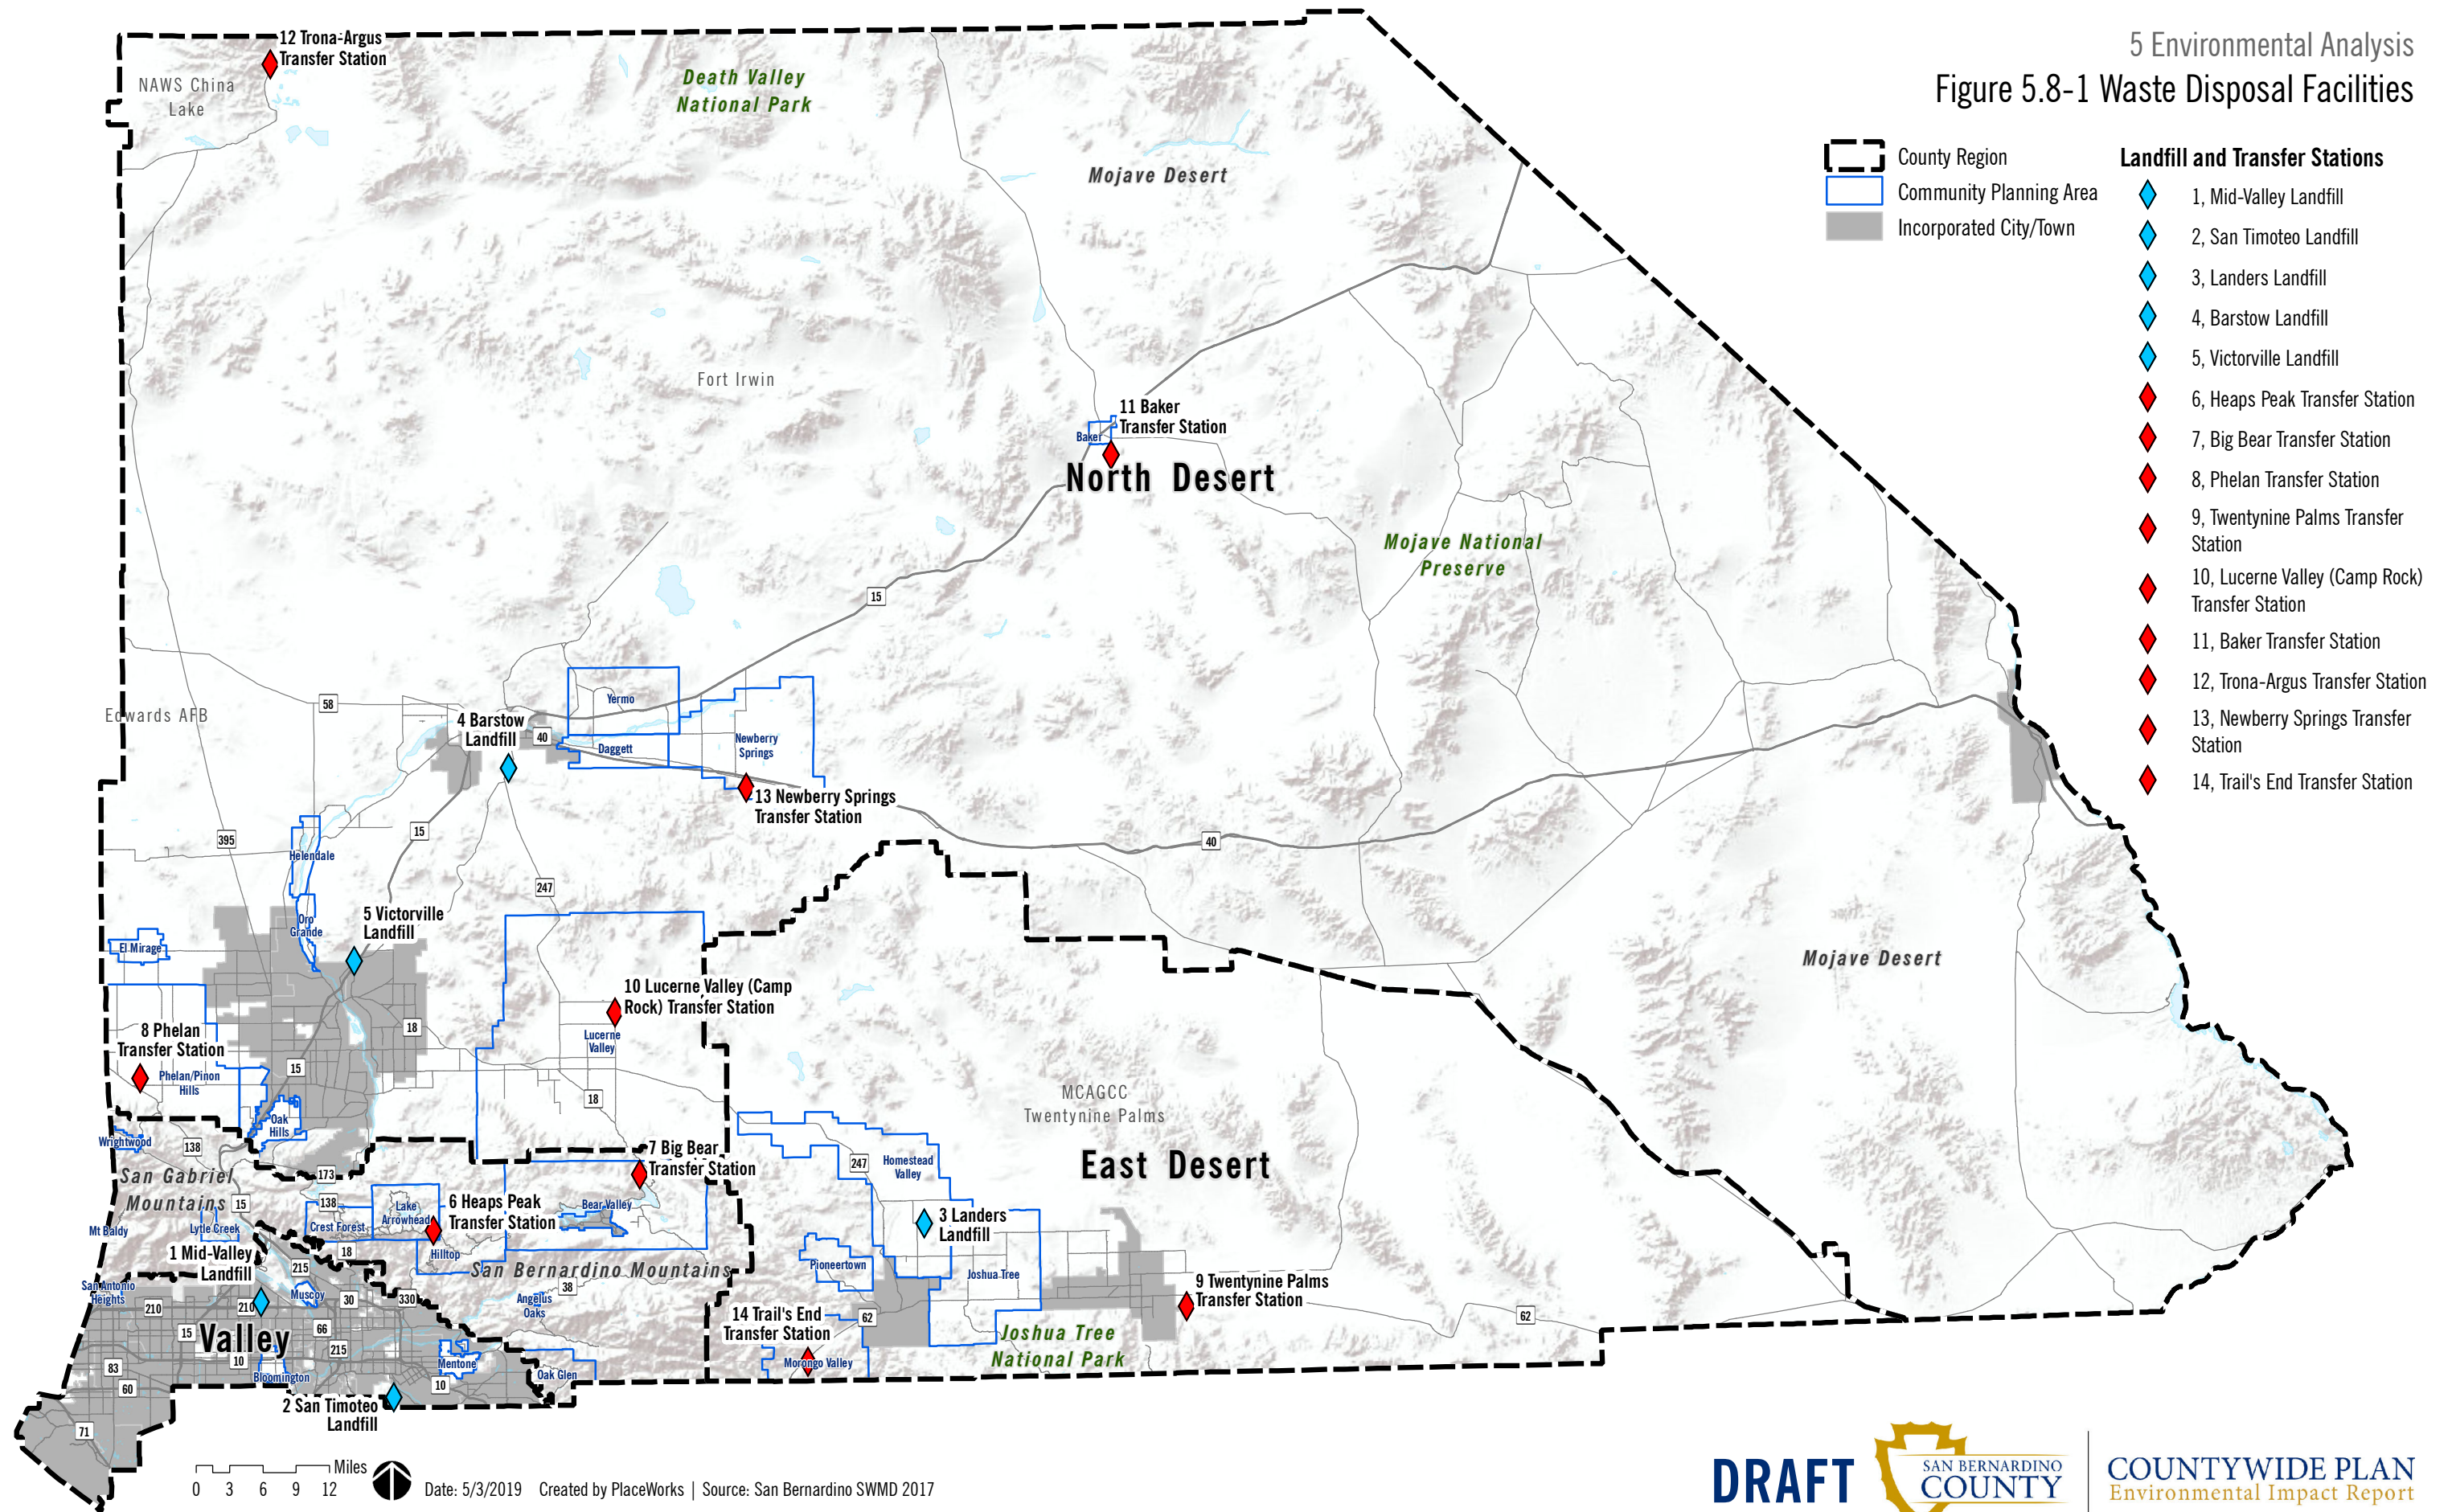 5 Environmental Analysis
Figure 5.8-1 Waste Disposal Facilities
County Region
Community Planning Area
Incorporated City/Town
Landfill and Transfer Stations
1, Mid-Valley Landfill
2, San Timoteo Landfill
3, Landers Landfill
4, Barstow Landfill
5, Victorville Landfill
6, Heaps Peak Transfer Station
7, Big Bear Transfer Station
8, Phelan Transfer Station
9, Twentynine Palms Transfer
Station
10, Lucerne Valley (Camp Rock)
Transfer Station
11, Baker Transfer Station
12, Trona-Argus Transfer Station
13, Newberry Springs Transfer
Station
14, Trail's End Transfer Station
12 Trona-Argus
Transfer Station
NAWS China
Lake
Death Valley
National Park
Mojave Desert
Fort Irwin
11 Baker
Transfer Station
Baker
North Desert
Mojave National
Preserve
15
58
Edwards AFB
4 Barstow
Landfill
40
Yermo
Daggett
Newberry
Springs
13 Newberry Springs
Transfer Station
395
15
Helendale
40
247
5 Victorville
Landfill
Oro
Grande
El Mirage
Mojave Desert
10 Lucerne Valley (Camp
Rock) Transfer Station
Lucerne
Valley
18
8 Phelan
Transfer Station
Phelan/Pinon
Hills
15
18
Oak
Hills
MCAGCC
Twentynine Palms
Wrightwood
138
173
San Gabriel
Mountains
15
138
7 Big Bear
Transfer Station
247
Homestead
Valley
East Desert
Lake
Arrowhead
6 Heaps Peak
Transfer Station
Bear Valley
Mt Baldy
Lytle Creek
Crest Forest
3 Landers
Landfill
1 Mid-Valley
Landfill
18
Hilltop
215
San Bernardino Mountains
Pioneertown
Joshua Tree
San Antonio
Heights
Muscoy
38
Angelus
Oaks
9 Twentynine Palms
Transfer Station
210
210
30
330
14 Trail's End
Transfer Station
62
62
15
Valley
66
215
10
Joshua Tree
National Park
83
60
Bloomington
Mentone
10
Oak Glen
Morongo Valley
2 San Timoteo
Landfill
71
Miles
0 3 6 9 12
Date: 5/3/2019 Created by PlaceWorks | Source: San Bernardino SWMD 2017
DRAFT
SAN BERNARDINO
COUNTY
COUNTYWIDE PLAN
Environmental Impact Report